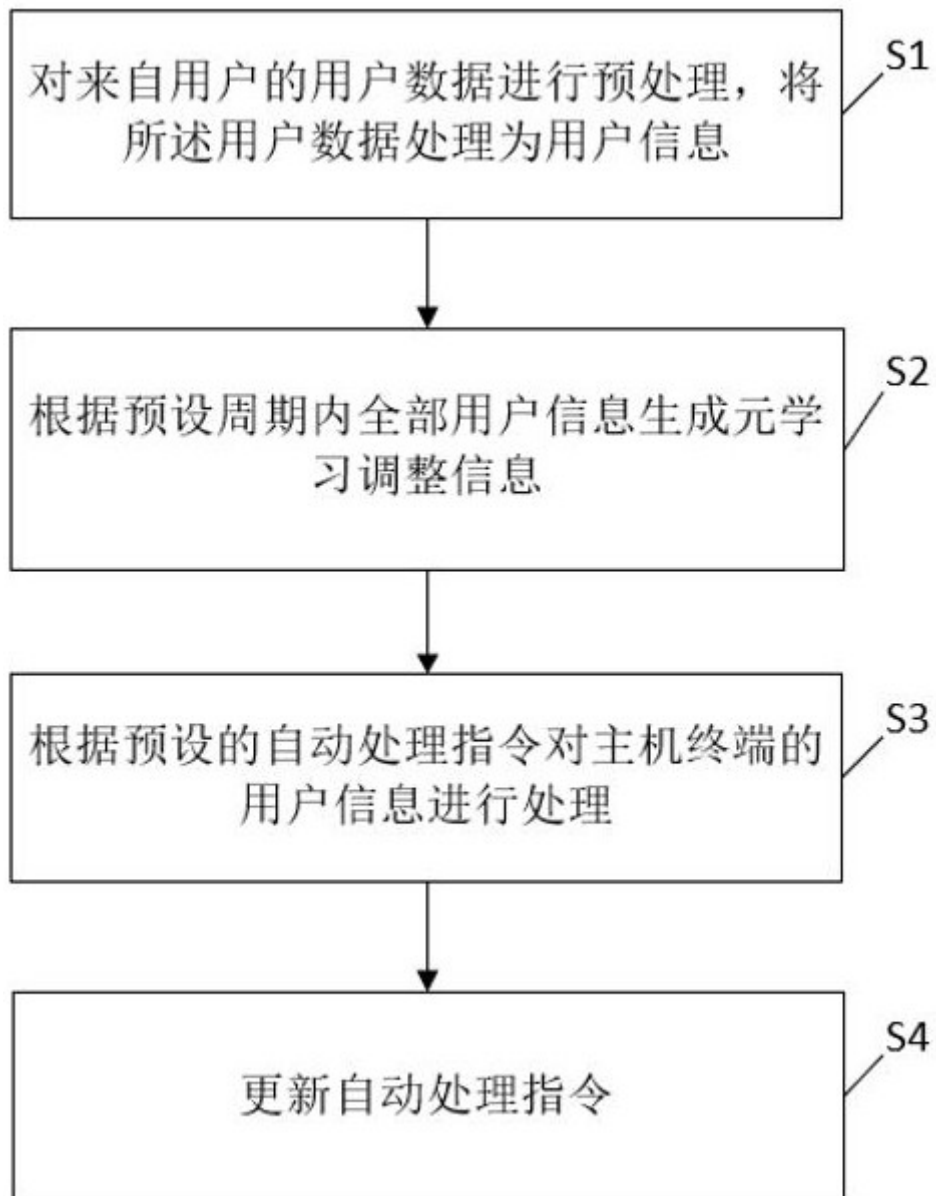 S1
对来自用户的用户数据进行预处理，将
所述用户数据处理为用户信息
S2
根据预设周期内全部用户信息生成元学
习调整信息
S3
根据预设的自动处理指令对主机终端的
用户信息进行处理
S4
更新自动处理指令